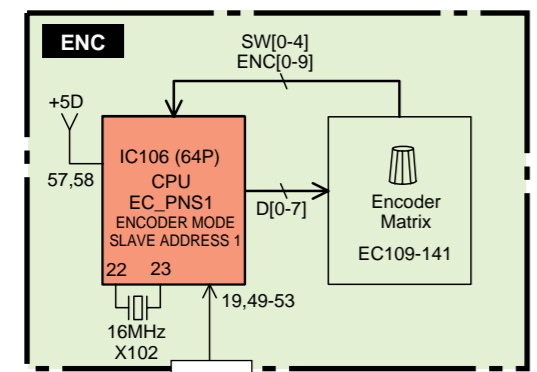 ENC
SW[0-4]
ENC[0-9]
+5D
57,58
IC106 (64P)
CPU
EC_PNS1
ENCODER MODE
SLAVE ADDRESS 1
22 23
D[0-7]
Encoder
Matrix
EC109-141
16MHz
X102
19,49-53